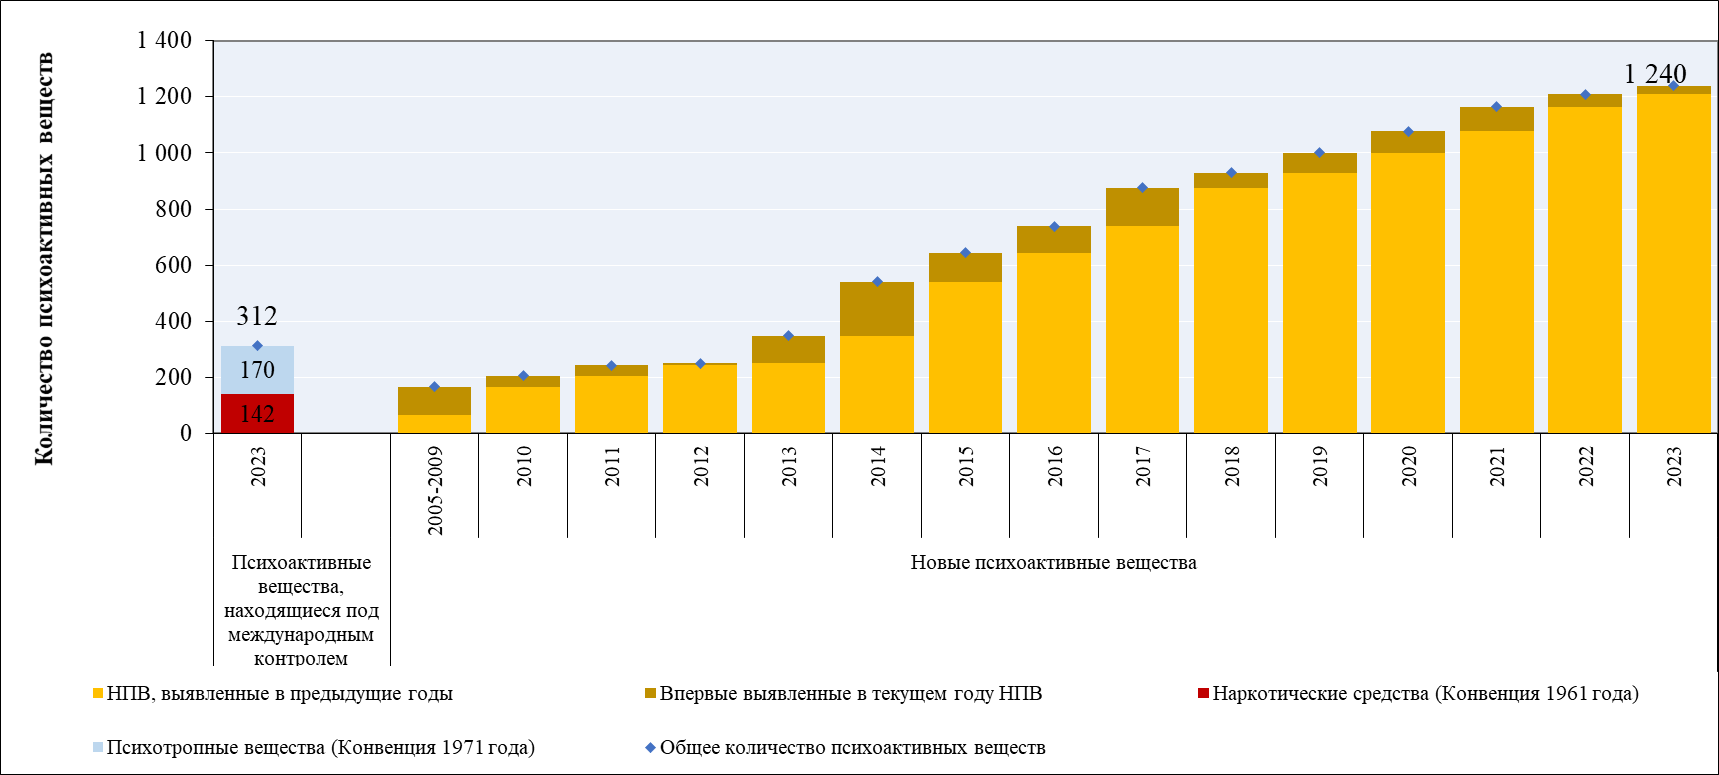 Количество психоактивных веществ
1 400
1 200
1 000
800
600
400
200
0
312
170
142
1 240
2023
2005-2009
2010
2011
2012
2013
2014
2015
2016
2017
2018
2019
2020
2021
2022
2023
Психоактивные
вещества,
находящиеся под
международным
контролем
Новые психоактивные вещества
НПВ, выявленные в предыдущие годы
Впервые выявленные в текущем году НПВ
Наркотические средства (Конвенция 1961 года)
Психотропные вещества (Конвенция 1971 года)
Общее количество психоактивных веществ